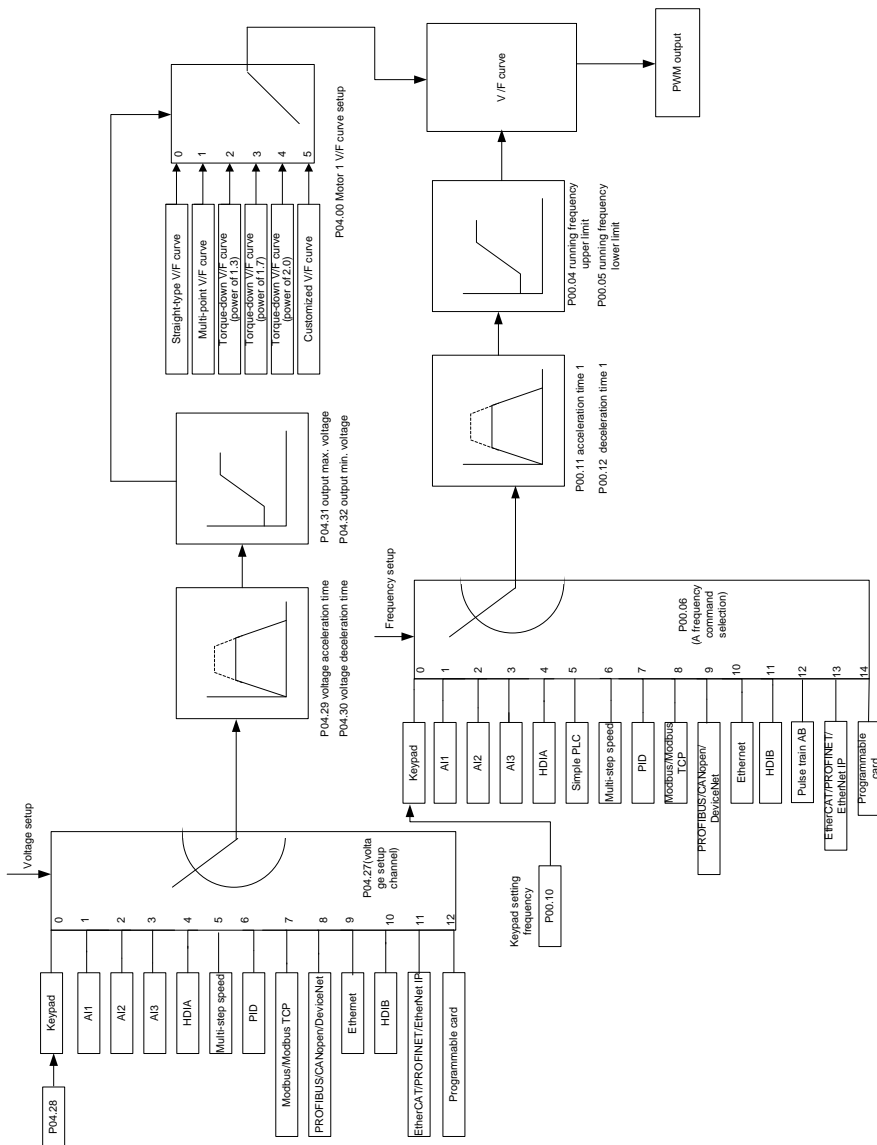 Voltage setup
P04.28
Keypad
AI1
AI2
AI3
HDIA
Multi-step speed
PID
Modbus/Modbus TCP
PROFIBUS/CANopen/DeviceNet
Ethernet
HDIB
EtherCAT/PROFINET/EtherNet IP
Programmable card
0
1
2
3
4
5
6
7
8
9
10
11
12
P04.27(volta
ge setup
channel)
P04.29 voltage acceleration time
P04.30 voltage deceleration time
P04.31 output max. voltage
P04.32 output min. voltage
Straight-type V/F curve
Multi-point V/F curve
Torque-down V/F curve
(power of 1.3)
Torque-down V/F curve
(power of 1.7)
Torque-down V/F curve
(power of 2.0)
Customized V/F curve
0
1
2
3
4
5
P04.00 Motor 1 V/F curve setup
Keypad setting
frequency
P00.10
Frequency setup
Keypad
AI1
AI2
AI3
HDIA
Simple PLC
Multi-step speed
PID
Modbus/Modbus
TCP
PROFIBUS/CANopen/
DeviceNet
Ethernet
HDIB
Pulse train AB
EtherCAT/PROFINET/
EtherNet IP
Programmable
card
0
1
2
3
4
5
6
7
8
9
10
11
12
13
14
P00.06
(A frequency
command
selection)
P00.11 acceleration time 1
P00.12 deceleration time 1
P00.04 running frequency
upper limit
P00.05 running frequency
lower limit
V/F curve
PWM output